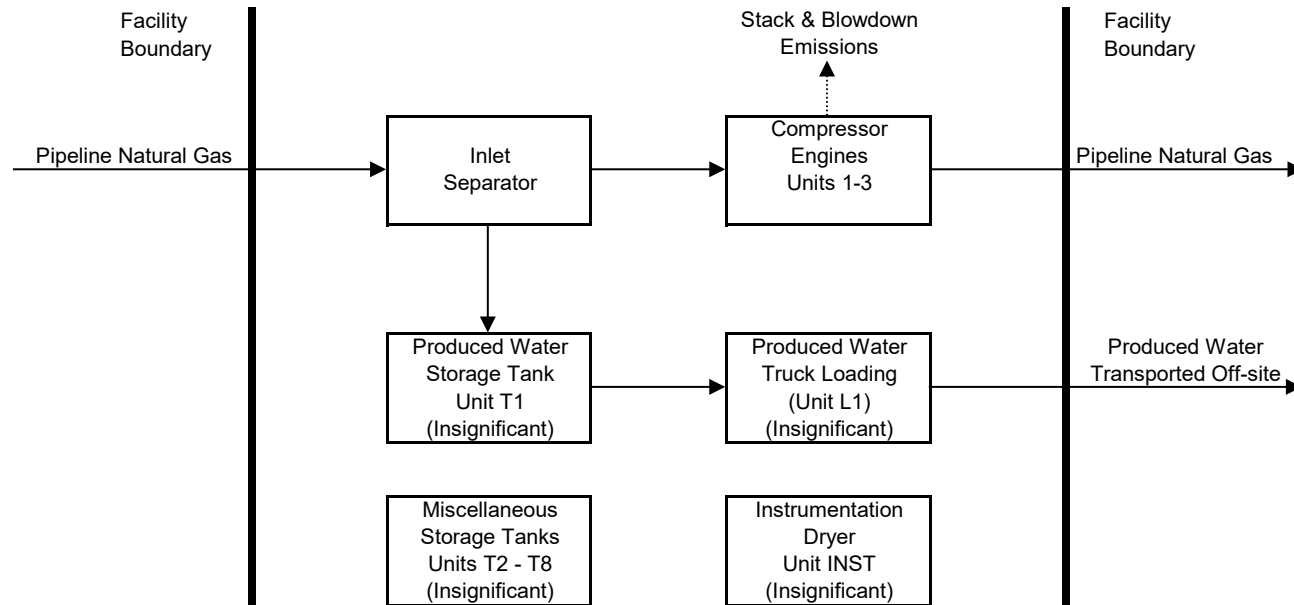 Facility
Boundary
Stack & Blowdown
Emissions
Facility
Boundary
Pipeline Natural Gas
Inlet
Separator
Compressor
Engines
Units 1-3
Pipeline Natural Gas
Produced Water
Storage Tank
Unit T1
(Insignificant)
Produced Water
Truck Loading
(Unit L1)
(Insignificant)
Produced Water
Transported Off-site
Miscellaneous
Storage Tanks
Units T2 - T8
(Insignificant)
Instrumentation
Dryer
Unit INST
(Insignificant)